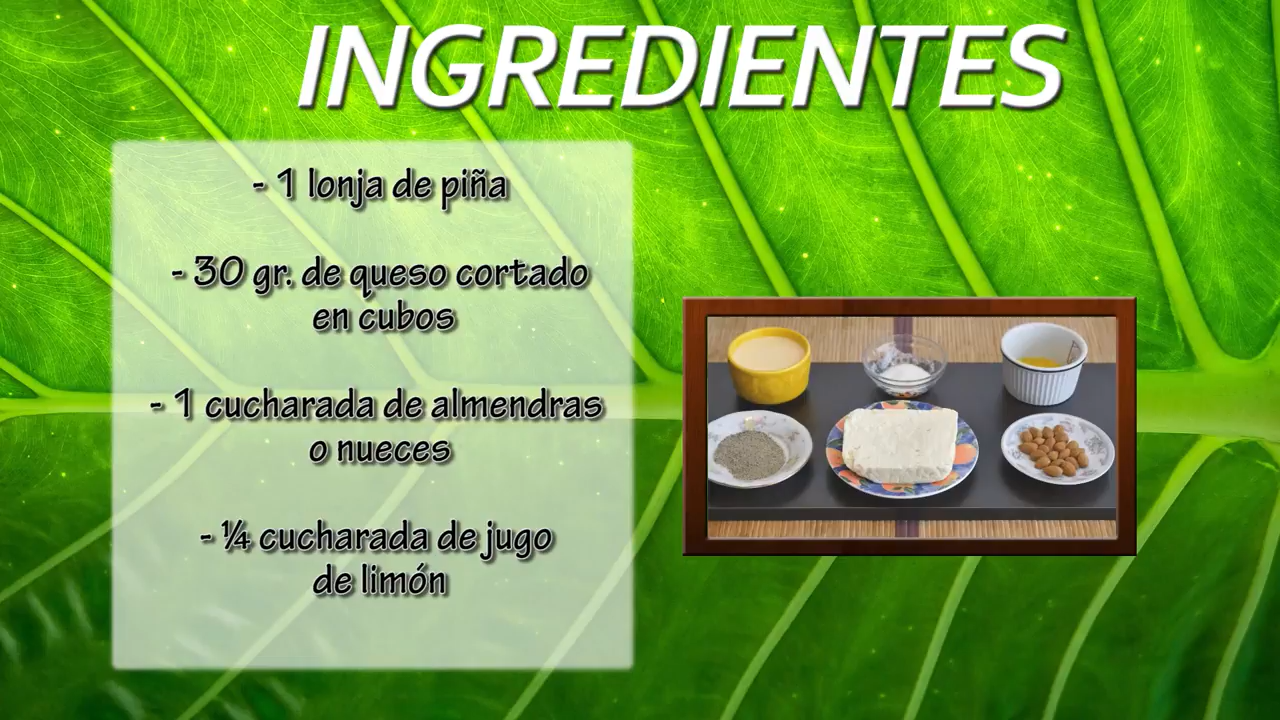 INGREDIENTES
- 1 lonja de piña
- 30 gr. de queso cortado
en cubos
- 1 cucharada de almendras
o nueces
- ¼ cucharada de jugo
de limón